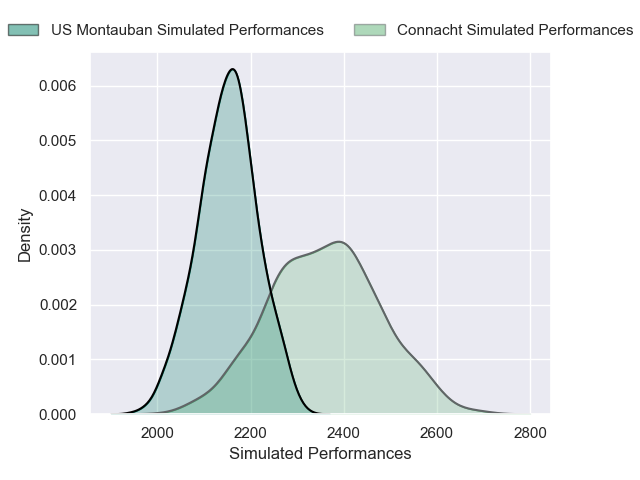 US Montauban Simulated Performances Connacht Simulated Performances
0.006
0.005
0.004
0.003
0.002
0.001
0.000
Density
2000 2200 2400 2600 2800
Simulated Performances